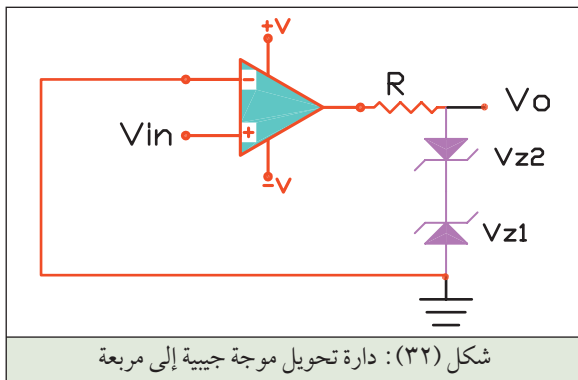 +V
R
Vo
−
Vin
+
Vz2
−V
Vz1
شكل (٣٢): دارة تحويل موجة جيبية إلى مربعة